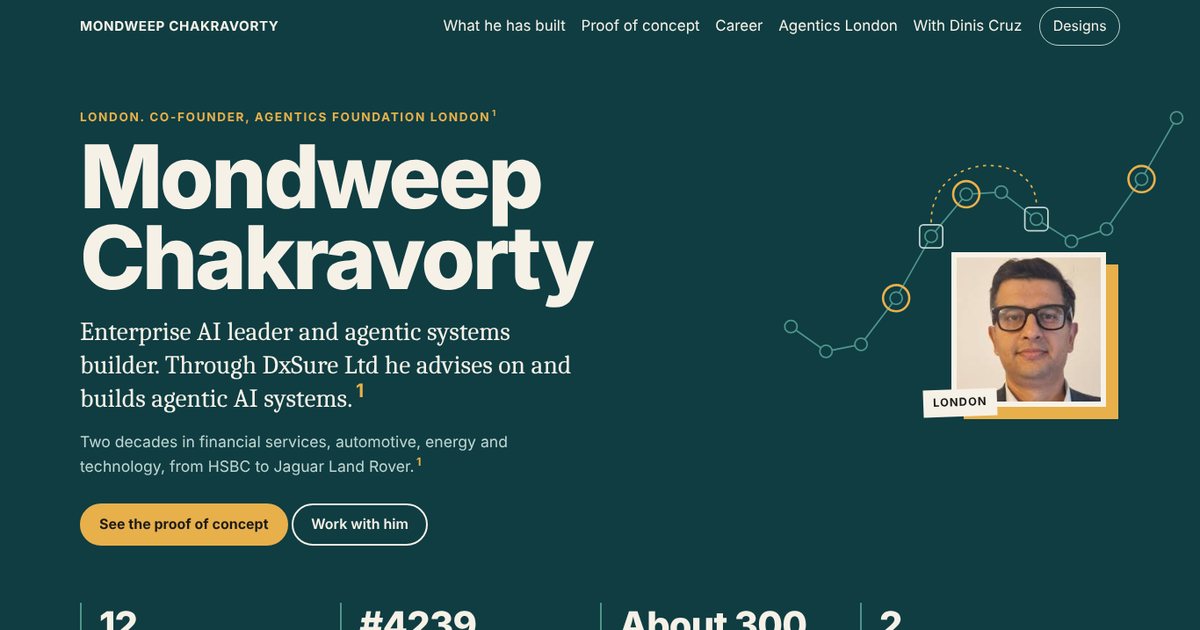 MONDWEEP CHAKRAVORTY
What he has built Proof of concept Career Agentics London With Dinis Cruz Designs
LONDON. CO-FOUNDER, AGENTICS FOUNDATION LONDON 1
Mondweep
Chakravorty
Enterprise AI leader and agentic systems
builder. Through DxSure Ltd he advises on and
builds agentic AI systems. 1
Two decades in financial services, automotive, energy and
technology, from HSBC to Jaguar Land Rover. 1
LONDON
See the proof of concept Work with him
12 #4239 About 300 2